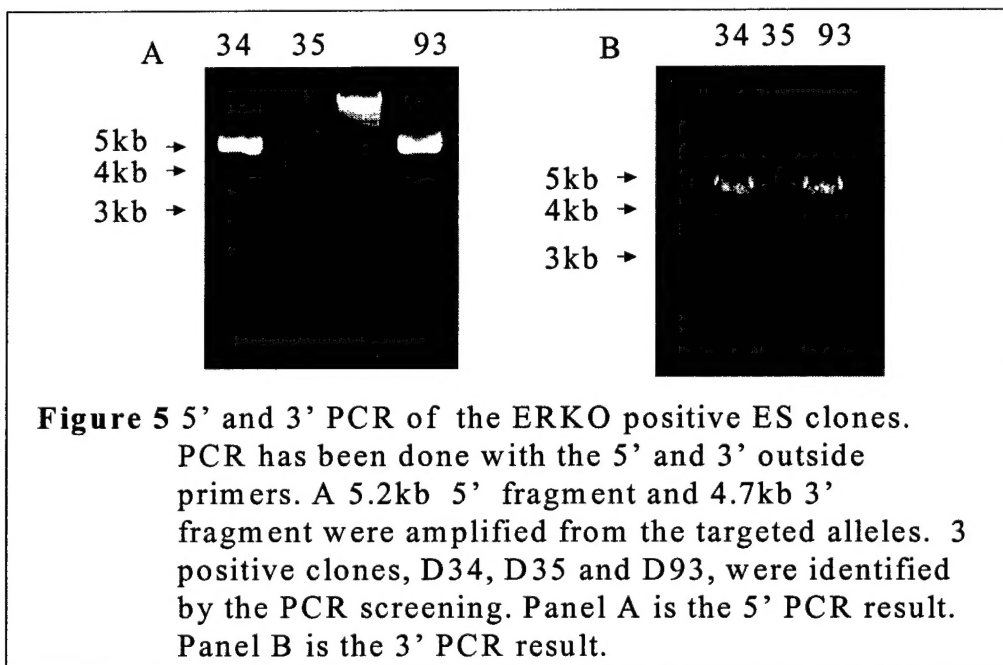 A 34 35 93
5kb →
4kb →
3kb →
B 34 35 93
5kb →
4kb →
3kb →
Figure 5 5' and 3' PCR of the ERKO positive ES clones.
PCR has been done with the 5' and 3' outside
primers. A 5.2kb 5' fragment and 4.7kb 3'
fragment were amplified from the targeted alleles. 3
positive clones, D34, D35 and D93, were identified
by the PCR screening. Panel A is the 5' PCR result.
Panel B is the 3' PCR result.